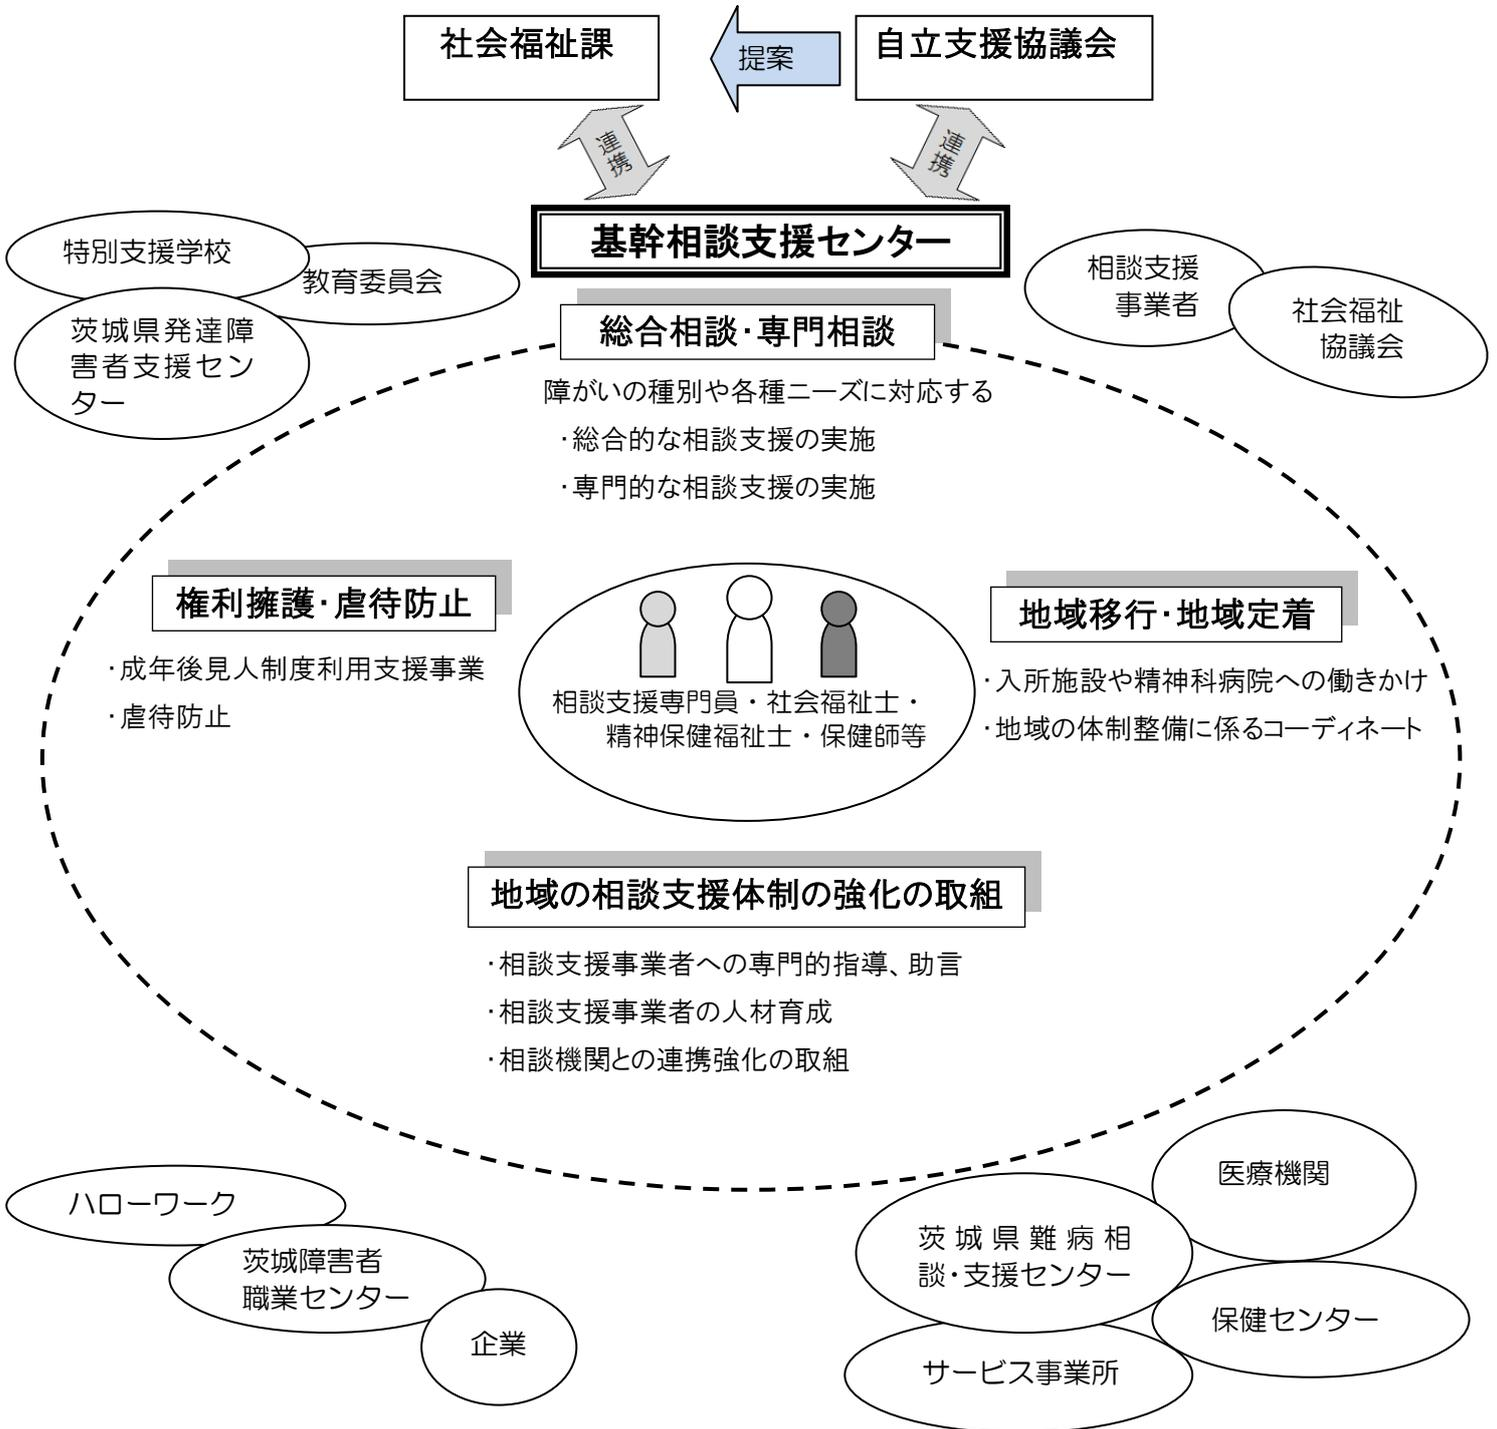 社会福祉課
提案
自立支援協議会
連携
連携
基幹相談支援センター
特別支援学校
教育委員会
茨城県発達障
害者支援セン
ター
相談支援
事業者
社会福祉
協議会
総合相談・専門相談
障がいの種別や各種ニーズに対応する
・総合的な相談支援の実施
・専門的な相談支援の実施
権利擁護・虐待防止
・成年後見人制度利用支援事業
・虐待防止
相談支援専門員・社会福祉士・
精神保健福祉士・保健師等
地域移行・地域定着
・入所施設や精神科病院への働きかけ
・地域の体制整備に係るコーディネート
地域の相談支援体制の強化の取組
・相談支援事業者への専門的指導、助言
・相談支援事業者の人材育成
・相談機関との連携強化の取組
ハローワーク
茨城障害者
職業センター
企業
医療機関
茨城県難病相
談・支援センター
保健センター
サービス事業所